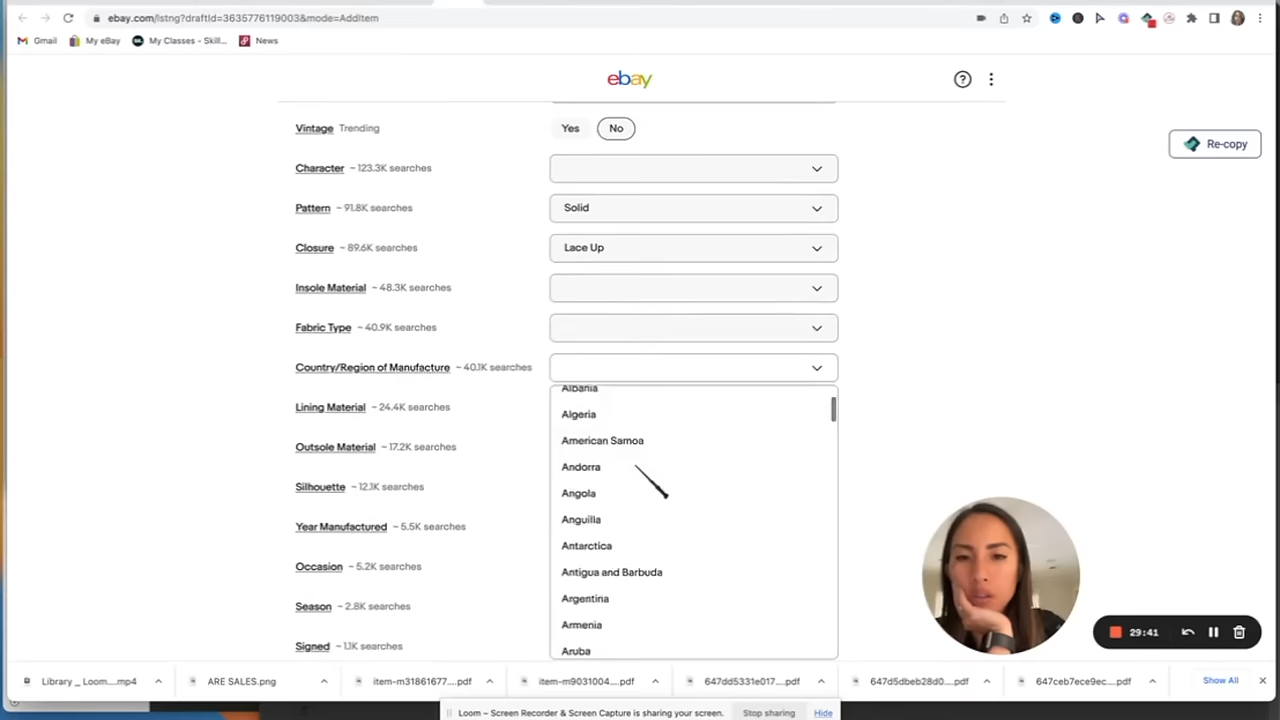 ebay.com/lstng?draftId=3635776119003&mode=AddItem
Gmail My eBay My Classes - Skill... News
ebay
Vintage Trending Yes No
Re-copy
Character ~ 123.3K searches
Pattern ~ 91.8K searches Solid
Closure ~ 89.6K searches Lace Up
Insole Material ~ 48.3K searches
Fabric Type ~ 40.9K searches
Country/Region of Manufacture ~ 40.1K searches
Albania
Lining Material ~ 24.4K searches Algeria
American Samoa
Outsole Material ~ 17.2K searches
Andorra
Silhouette ~ 12.1K searches
Angola
Year Manufactured ~ 5.5K searches
Anguilla
Antarctica
Occasion ~ 5.2K searches
Antigua and Barbuda
Season ~ 2.8K searches
Argentina
Armenia
29:41
Signed ~ 1.1K searches
Aruba
Library _ Loom....mp4 ARE SALES.png item-m31861677....pdf item-m9031004....pdf 647dd5331e017....pdf 647d5dbeb28d0....pdf 647ceb7ece9ec....pdf Show All
Loom – Screen Recorder & Screen Capture is sharing your screen. Stop sharing Hide